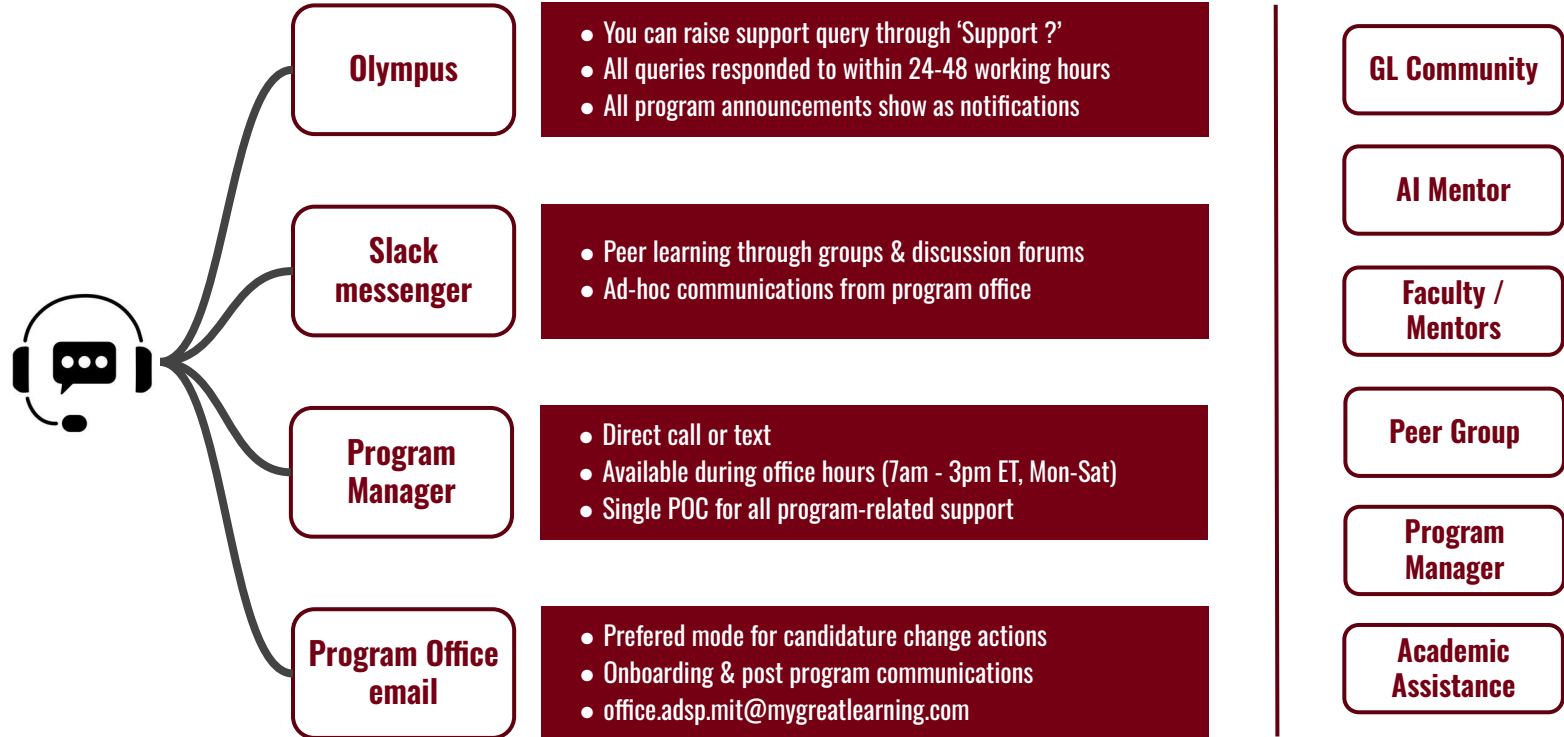 Olympus
● You can raise support query through ‘Support ?’
● All queries responded to within 24-48 working hours
● All program announcements show as notifications
Slack
messenger
● Peer learning through groups & discussion forums
● Ad-hoc communications from program office
Program
Manager
● Direct call or text
● Available during office hours (7am - 3pm ET, Mon-Sat)
● Single POC for all program-related support
Program Office
email
● Prefered mode for candidature change actions
● Onboarding & post program communications
● office.adsp.mit@mygreatlearning.com
GL Community
AI Mentor
Faculty /
Mentors
Peer Group
Program
Manager
Academic
Assistance